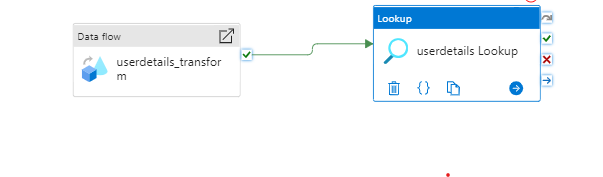 Data flow
userdetails_transfor
m
Lookup
userdetails Lookup
{}